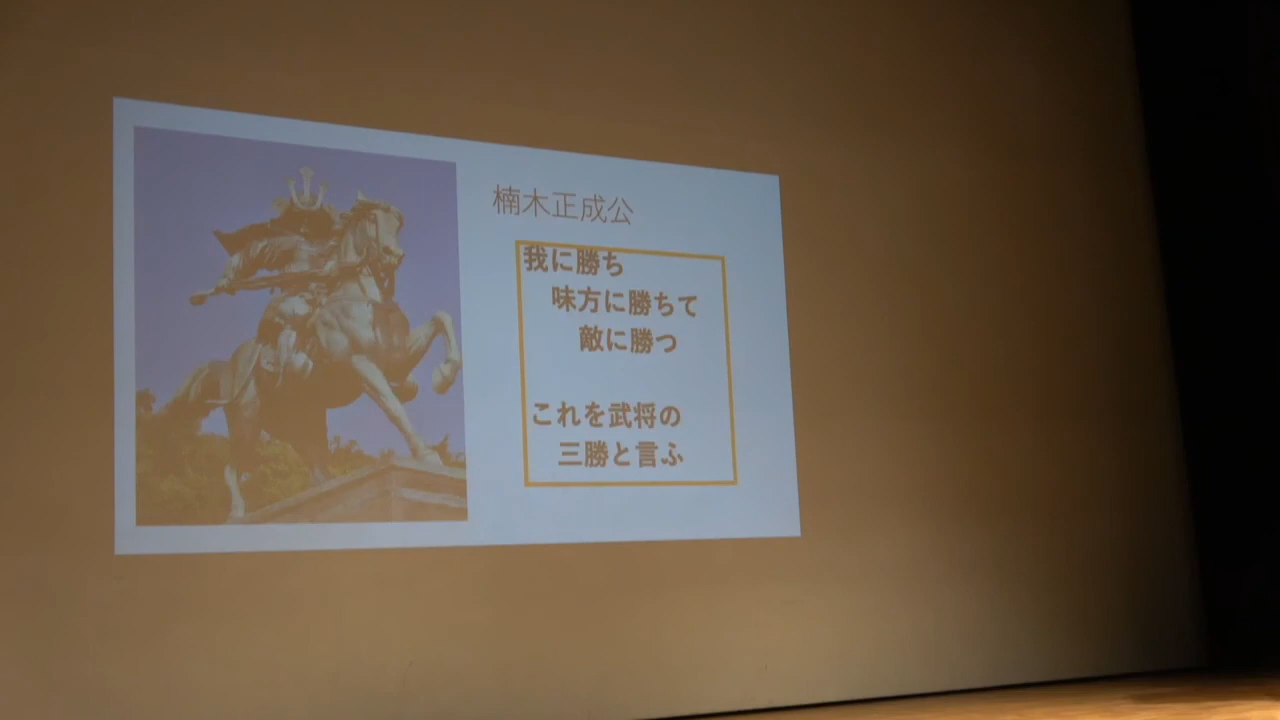 楠木正成公
我に勝ち
味方に勝ちて
敵に勝つ
これを武将の
三勝と言ふ